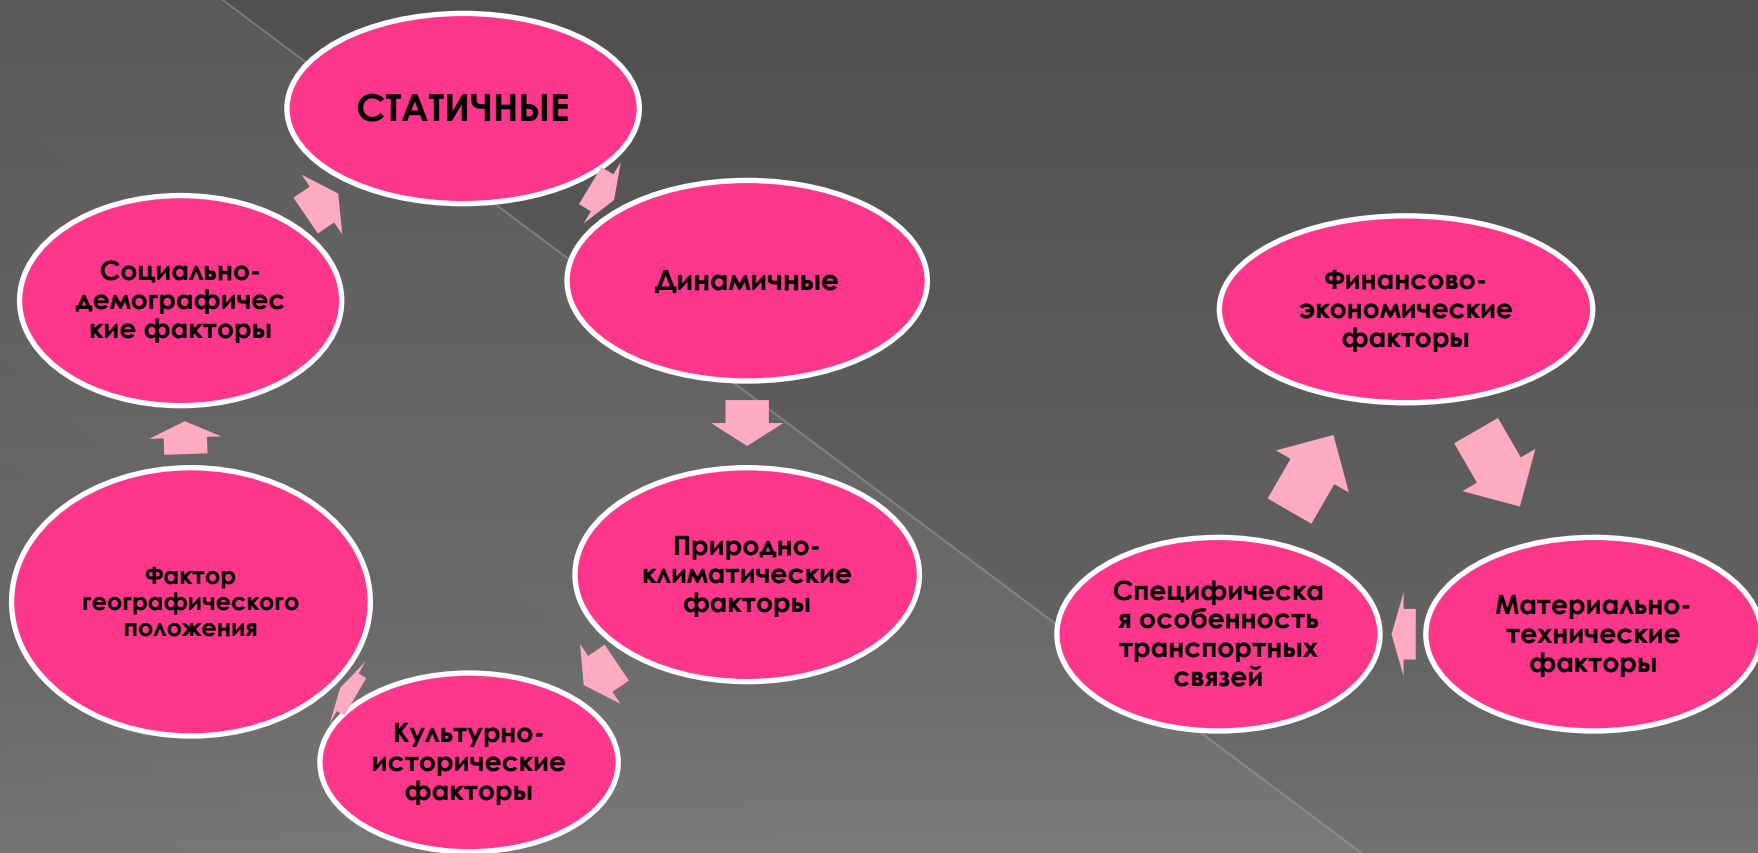 СТАТИЧНЫЕ
Динамичные
Природно-
климатические
факторы
Культурно-
исторические
факторы
Фактор
географического
положения
Социально-
демографичес
кие факторы
Финансово-
экономические
факторы
Материально-
технические
факторы
Специфическа
я особенность
транспортных
связей